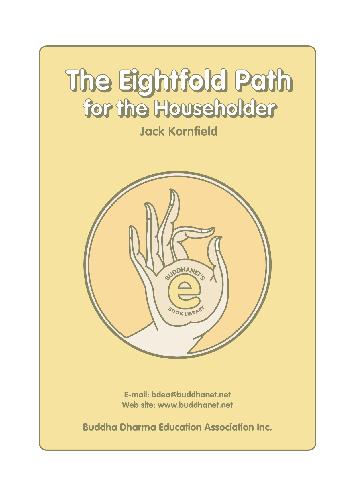 The Eightfold Path
for the Householder
Jack Kornfield
BUDDHANET'S
e
BOOK LIBRARY
E-mail: bdea@buddhanet.net
Web site: www.buddhanet.net
Buddha Dharma Education Association Inc.